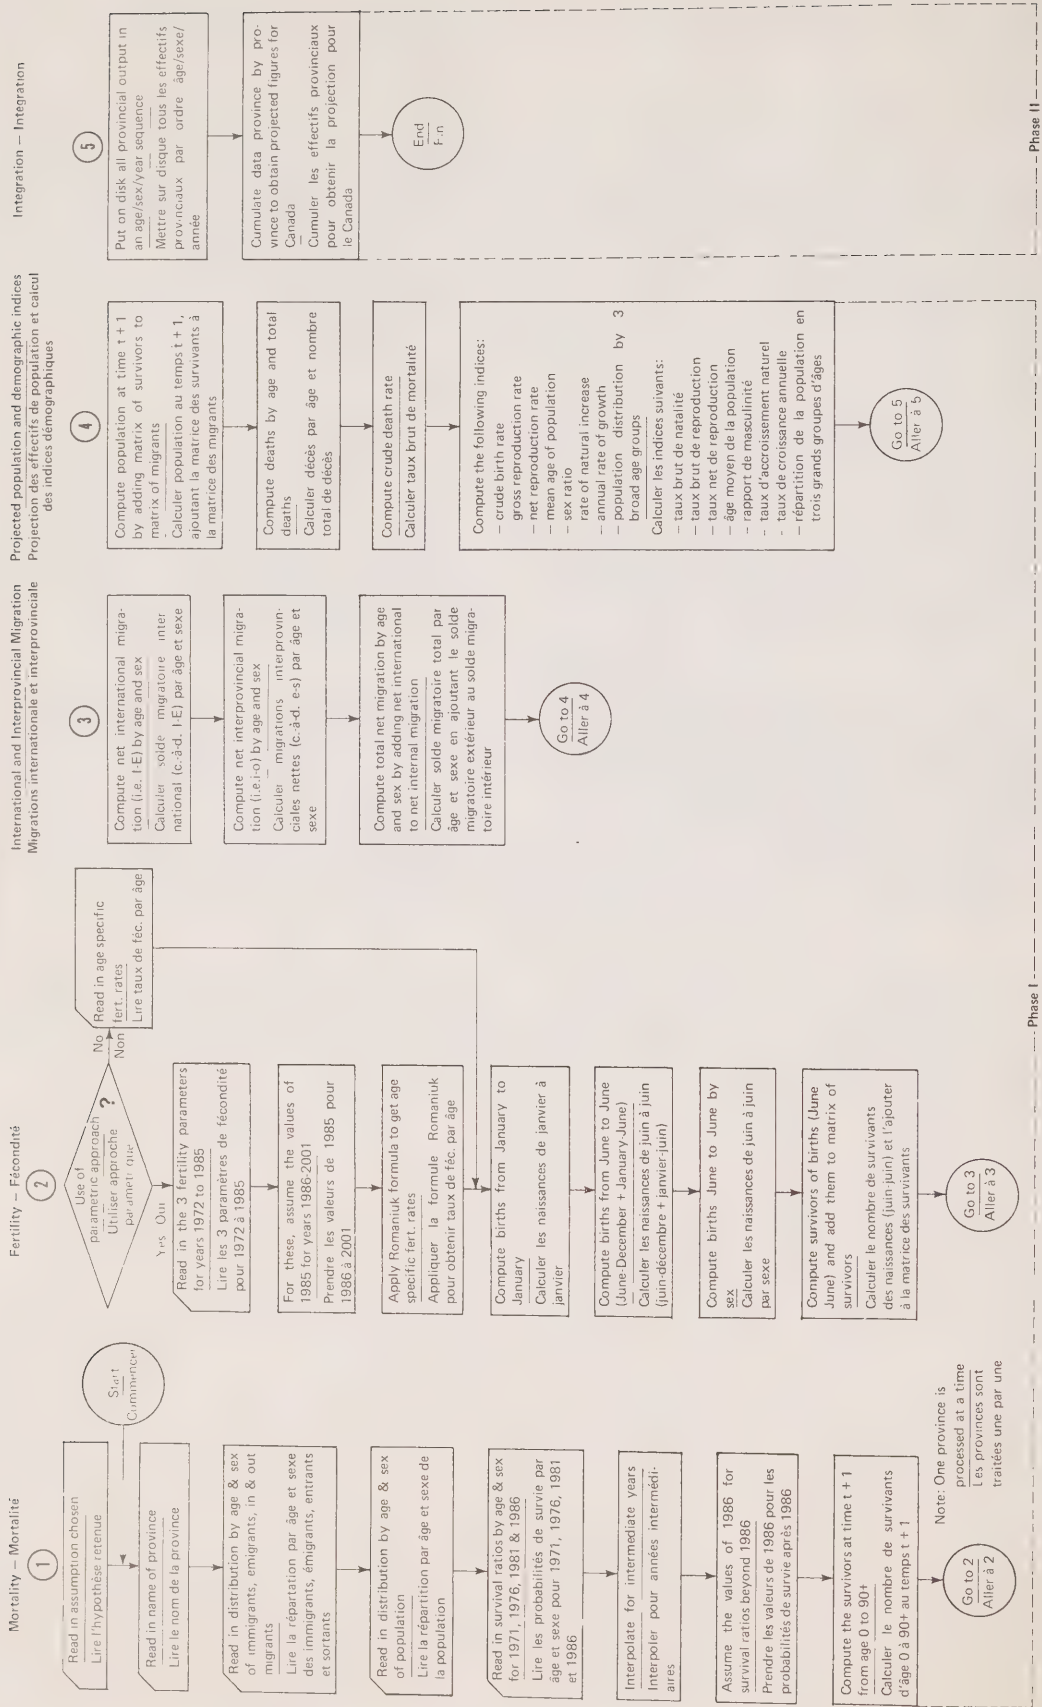 Mortality — Mortalité
1
Read in assumption chosen
Lire l'hypothèse retenue
Start
Commencer
Read in name of province
Lire le nom de la province
Read in distribution by age & sex
of immigrants, emigrants, in & out
migrants
Lire la répartation par âge et sexe
des immigrants, émigrants, entrants
et sortants
Read in distribution by age & sex
of population
Lire la répartition par âge et sexe de
la population
Read in survival ratios by age & sex
for 1971, 1976, 1981 & 1986
Lire les probabilités de survie par
âge et sexe pour 1971, 1976, 1981
et 1986
Interpolate for intermediate years
Interpoler pour années intermédi-
aires
Assume the values of 1986 for
survival ratios beyond 1986
Prendre les valeurs de 1986 pour les
probabilités de survie après 1986
Compute the survivors at time t + 1
from age 0 to 90+
Calculer le nombre de survivants
d'âge 0 à 90+ au temps t + 1
Go to 2
Aller à 2
Note: One province is
processed at a time
Les provinces sont
traitées une par une
Fertility — Fécondité
2
Use of
parametric approach
?
Utiliser approche
paramétrique
No
Non
Yes Oui
Read in age specific
fert. rates
Lire taux de féc. par âge
Read in the 3 fertility parameters
for years 1972 to 1985
Lire les 3 paramètres de fécondité
pour 1972 à 1985
For these, assume the values of
1985 for years 1986-2001
Prendre les valeurs de 1985 pour
1986 à 2001
Apply Romaniuk formula to get age
specific fert. rates
Appliquer la formule Romaniuk
pour obtenir taux de féc. par âge
Compute births from January to
January
Calculer les naissances de janvier à
janvier
Compute births from June to June
(June-December + January-June)
Calculer les naissances de juin à juin
(juin-décembre + janvier-juin)
Compute births June to June by
sex
Calculer les naissances de juin à juin
par sexe
Compute survivors of births (June
June) and add them to matrix of
survivors
Calculer le nombre de survivants
des naissances (juin-juin) et l'ajouter
à la matrice des survivants
Go to 3
Aller à 3
International and Interprovincial Migration
Migrations internationale et interprovinciale
3
Compute net international migra-
tion (i.e. I-E) by age and sex
Calculer solde migratoire inter
national (c.-à-d. I-E) par âge et sexe
Compute net interprovincial migra-
tion (i.e.i-o) by age and sex
Calculer migrations interprovin-
ciales nettes (c.-à-d. e-s) par âge et
sexe
Compute total net migration by age
and sex by adding net international
to net internal migration
Calculer solde migratoire total par
âge et sexe en ajoutant le solde
migratoire extérieur au solde migra-
toire intérieur
Go to 4
Aller à 4
Projected population and demographic indices
Projection des effectifs de population et calcul
des indices démographiques
4
Compute population at time t + 1
by adding matrix of survivors to
matrix of migrants
Calculer population au temps t + 1,
ajoutant la matrice des survivants à
la matrice des migrants
Compute deaths by age and total
deaths
Calculer décès par âge et nombre
total de décès
Compute crude death rate
Calculer taux brut de mortalité
Compute the following indices:
— crude birth rate
gross reproduction rate
— net reproduction rate
— mean age of population
— sex ratio
rate of natural increase
— annual rate of growth
— population distribution by 3
broad age groups
Calculer les indices suivants:
— taux brut de natalité
— taux brut de reproduction
— taux net de reproduction
— âge moyen de la population
— rapport de masculinité
- taux d'accroissement naturel
- taux de croissance annuelle
— répartition de la population en
trois grands groupes d'âges
Go to 5
Aller à 5
Phase I
Integration — Integration
5
Put on disk all provincial output in
an age/sex/year sequence
Mettre sur disque tous les effectifs
provinciaux par ordre âge/sexe/
année
Cumulate data province by pro-
vince to obtain projected figures for
Canada
Cumuler les effectifs provinciaux
pour obtenir la projection pour
le Canada
End
Fin
Phase II